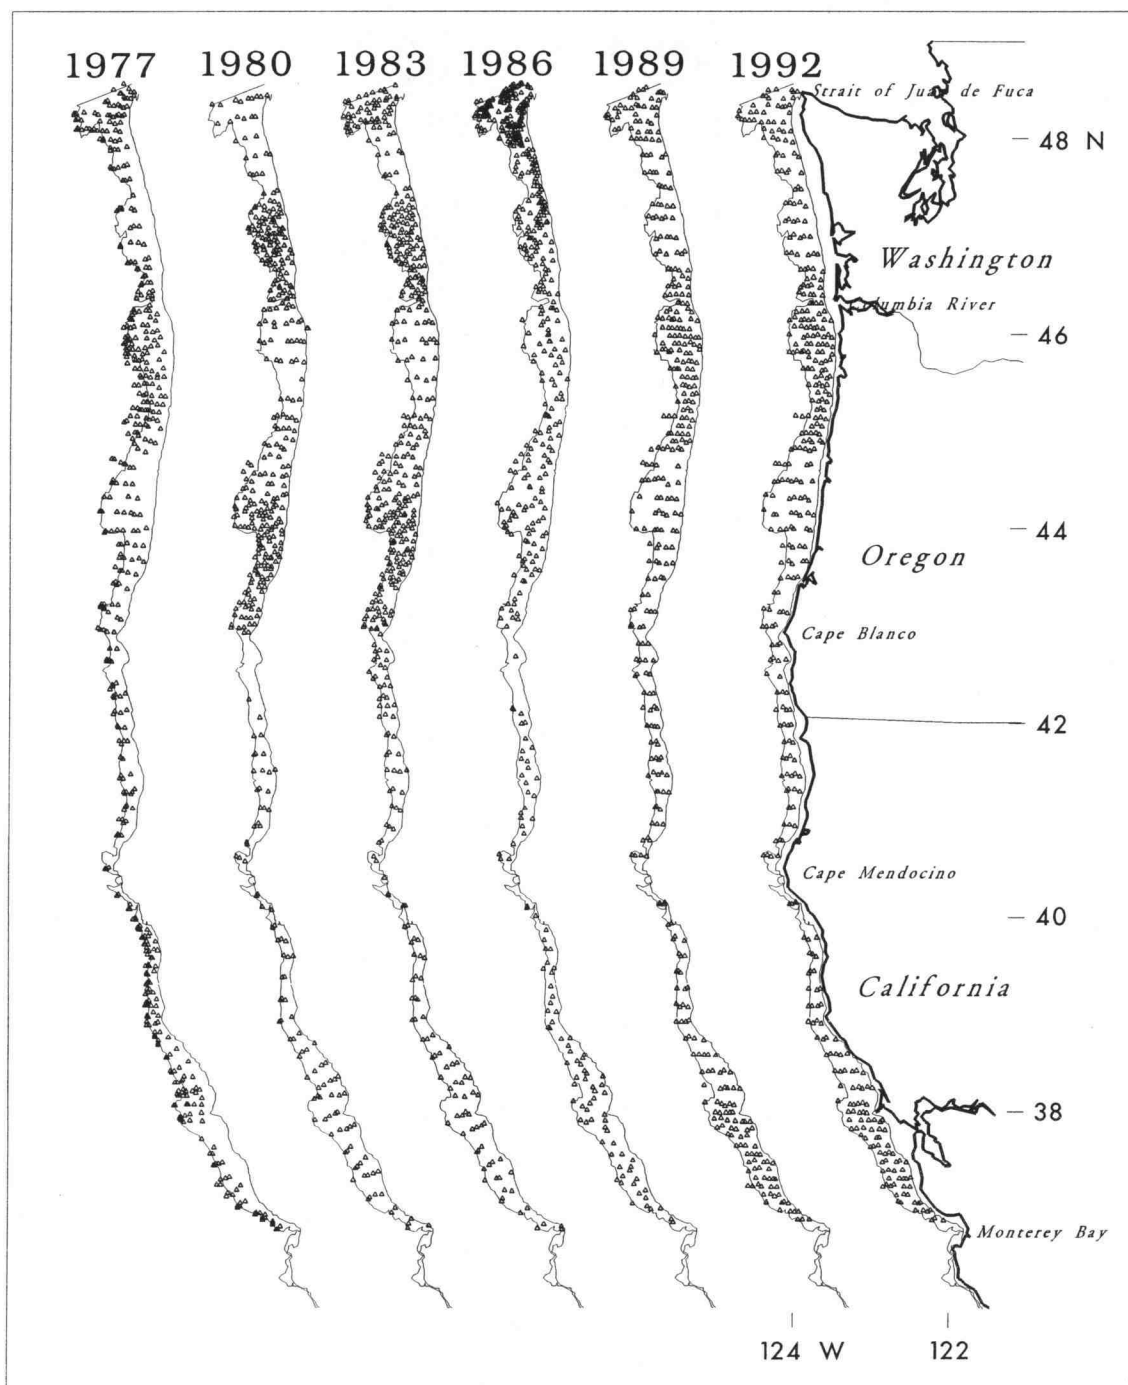 1977 1980 1983 1986 1989 1992
Strait of Juan de Fuca
48 N
Washington
River
46
44
Oregon
Cape Blanco
42
Cape Mendocino
40
California
38
Monterey Bay
124 W 122